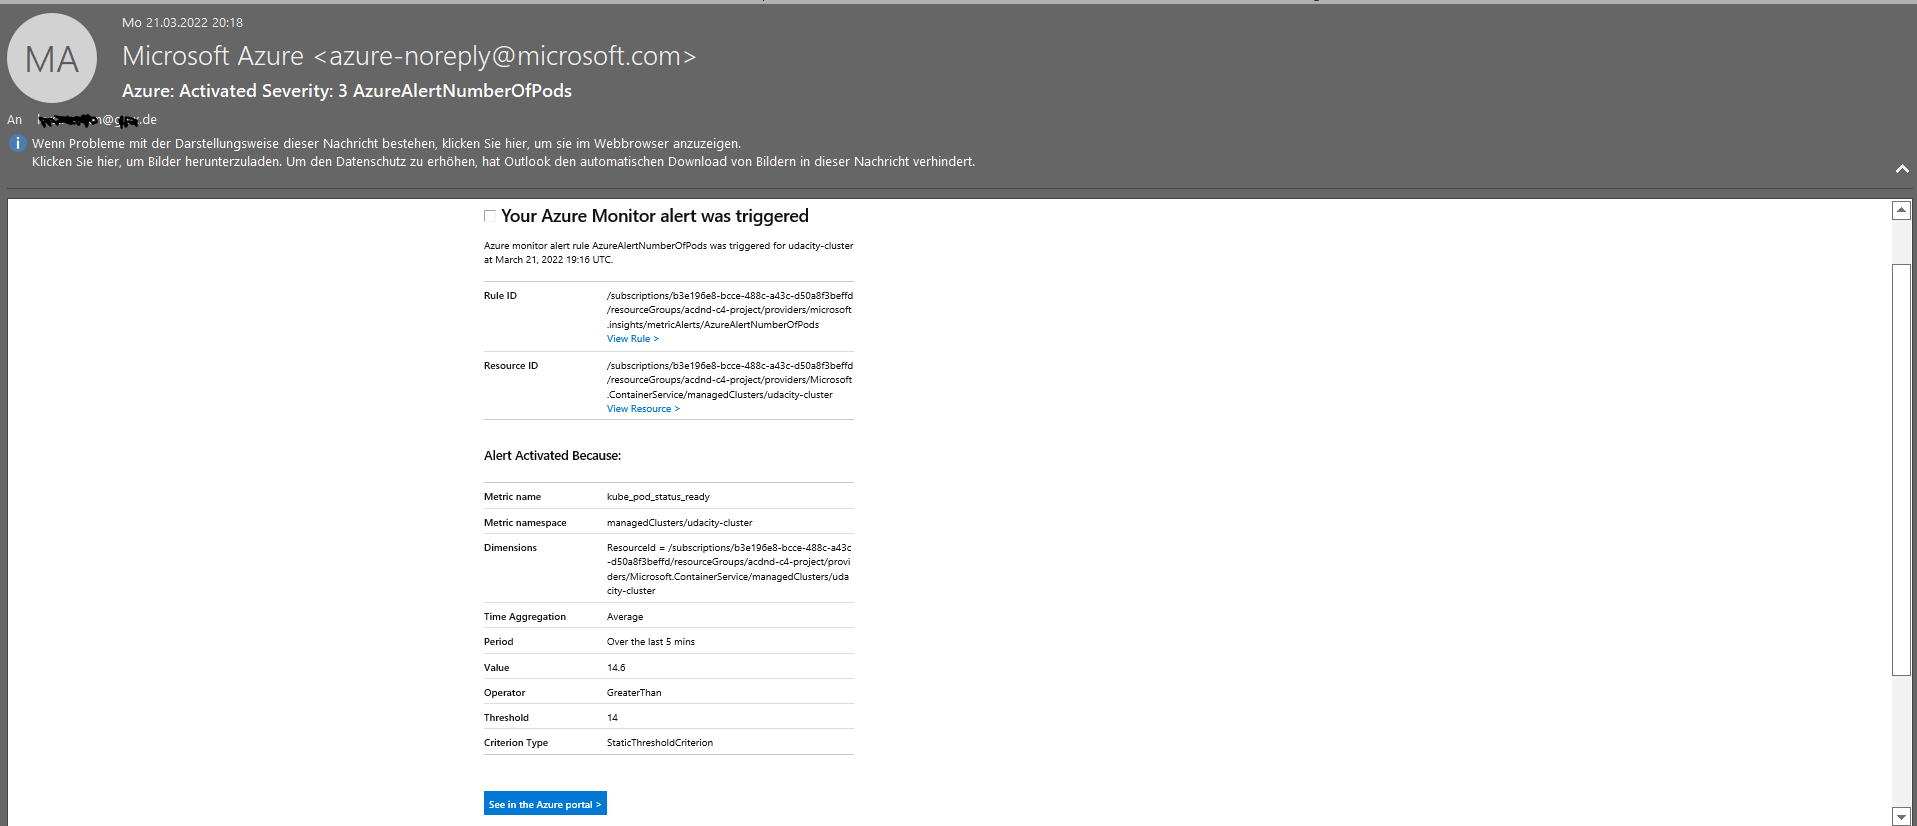 Mo 21.03.2022 20:18
MA
Microsoft Azure <azure-noreply@microsoft.com>
Azure: Activated Severity: 3 AzureAlertNumberOfPods
An
.de
Wenn Probleme mit der Darstellungsweise dieser Nachricht bestehen, klicken Sie hier, um sie im Webbrowser anzuzeigen.
Klicken Sie hier, um Bilder herunterzuladen. Um den Datenschutz zu erhöhen, hat Outlook den automatischen Download von Bildern in dieser Nachricht verhindert.
Your Azure Monitor alert was triggered
Azure monitor alert rule AzureAlertNumberOfPods was triggered for udacity-cluster
at March 21, 2022 19:16 UTC.
Rule ID /subscriptions/b3e196e8-bcce-488c-a43c-d50a8f3beffd
/resourceGroups/acdnd-c4-project/providers/microsoft
.insights/metricAlerts/AzureAlertNumberOfPods
View Rule >
Resource ID /subscriptions/b3e196e8-bcce-488c-a43c-d50a8f3beffd
/resourceGroups/acdnd-c4-project/providers/Microsoft
.ContainerService/managedClusters/udacity-cluster
View Resource >
Alert Activated Because:
Metric name kube_pod_status_ready
Metric namespace managedClusters/udacity-cluster
Dimensions ResourceId = /subscriptions/b3e196e8-bcce-488c-a43c
-d50a8f3beffd/resourceGroups/acdnd-c4-project/provi
ders/Microsoft.ContainerService/managedClusters/uda
city-cluster
Time Aggregation Average
Period Over the last 5 mins
Value 14.6
Operator GreaterThan
Threshold 14
Criterion Type StaticThresholdCriterion
See in the Azure portal >